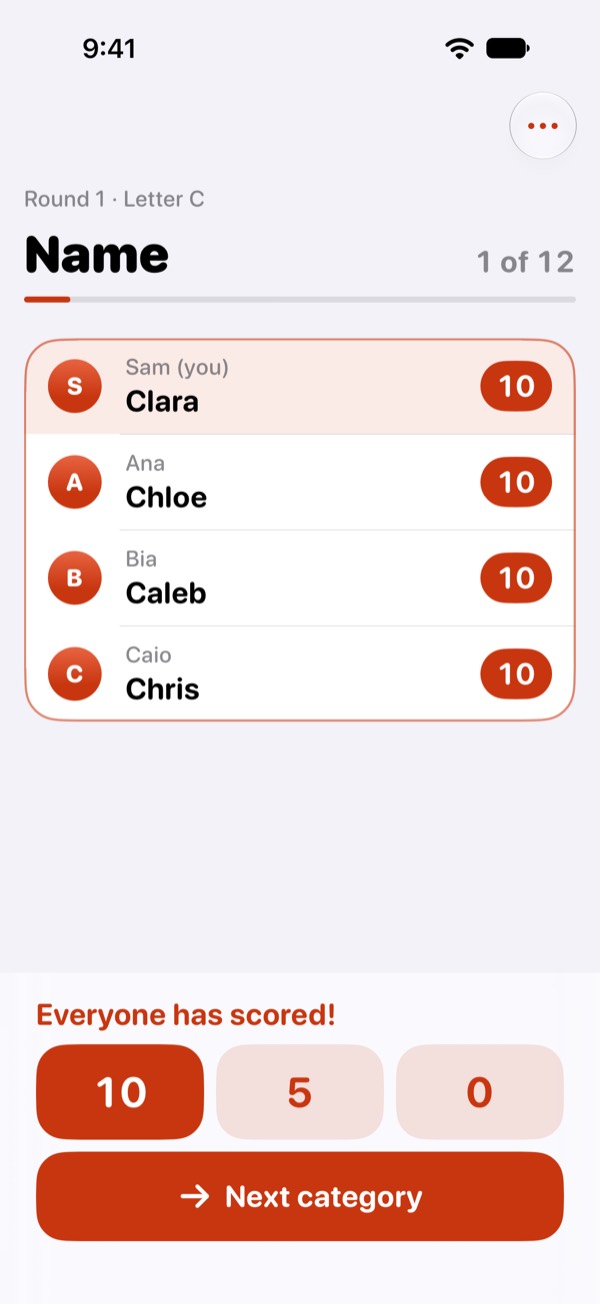 9:41
Round 1 · Letter C
Name
1 of 12
S
Sam (you)
Clara
10
A
Ana
Chloe
10
B
Bia
Caleb
10
C
Caio
Chris
10
Everyone has scored!
10
5
0
→ Next category